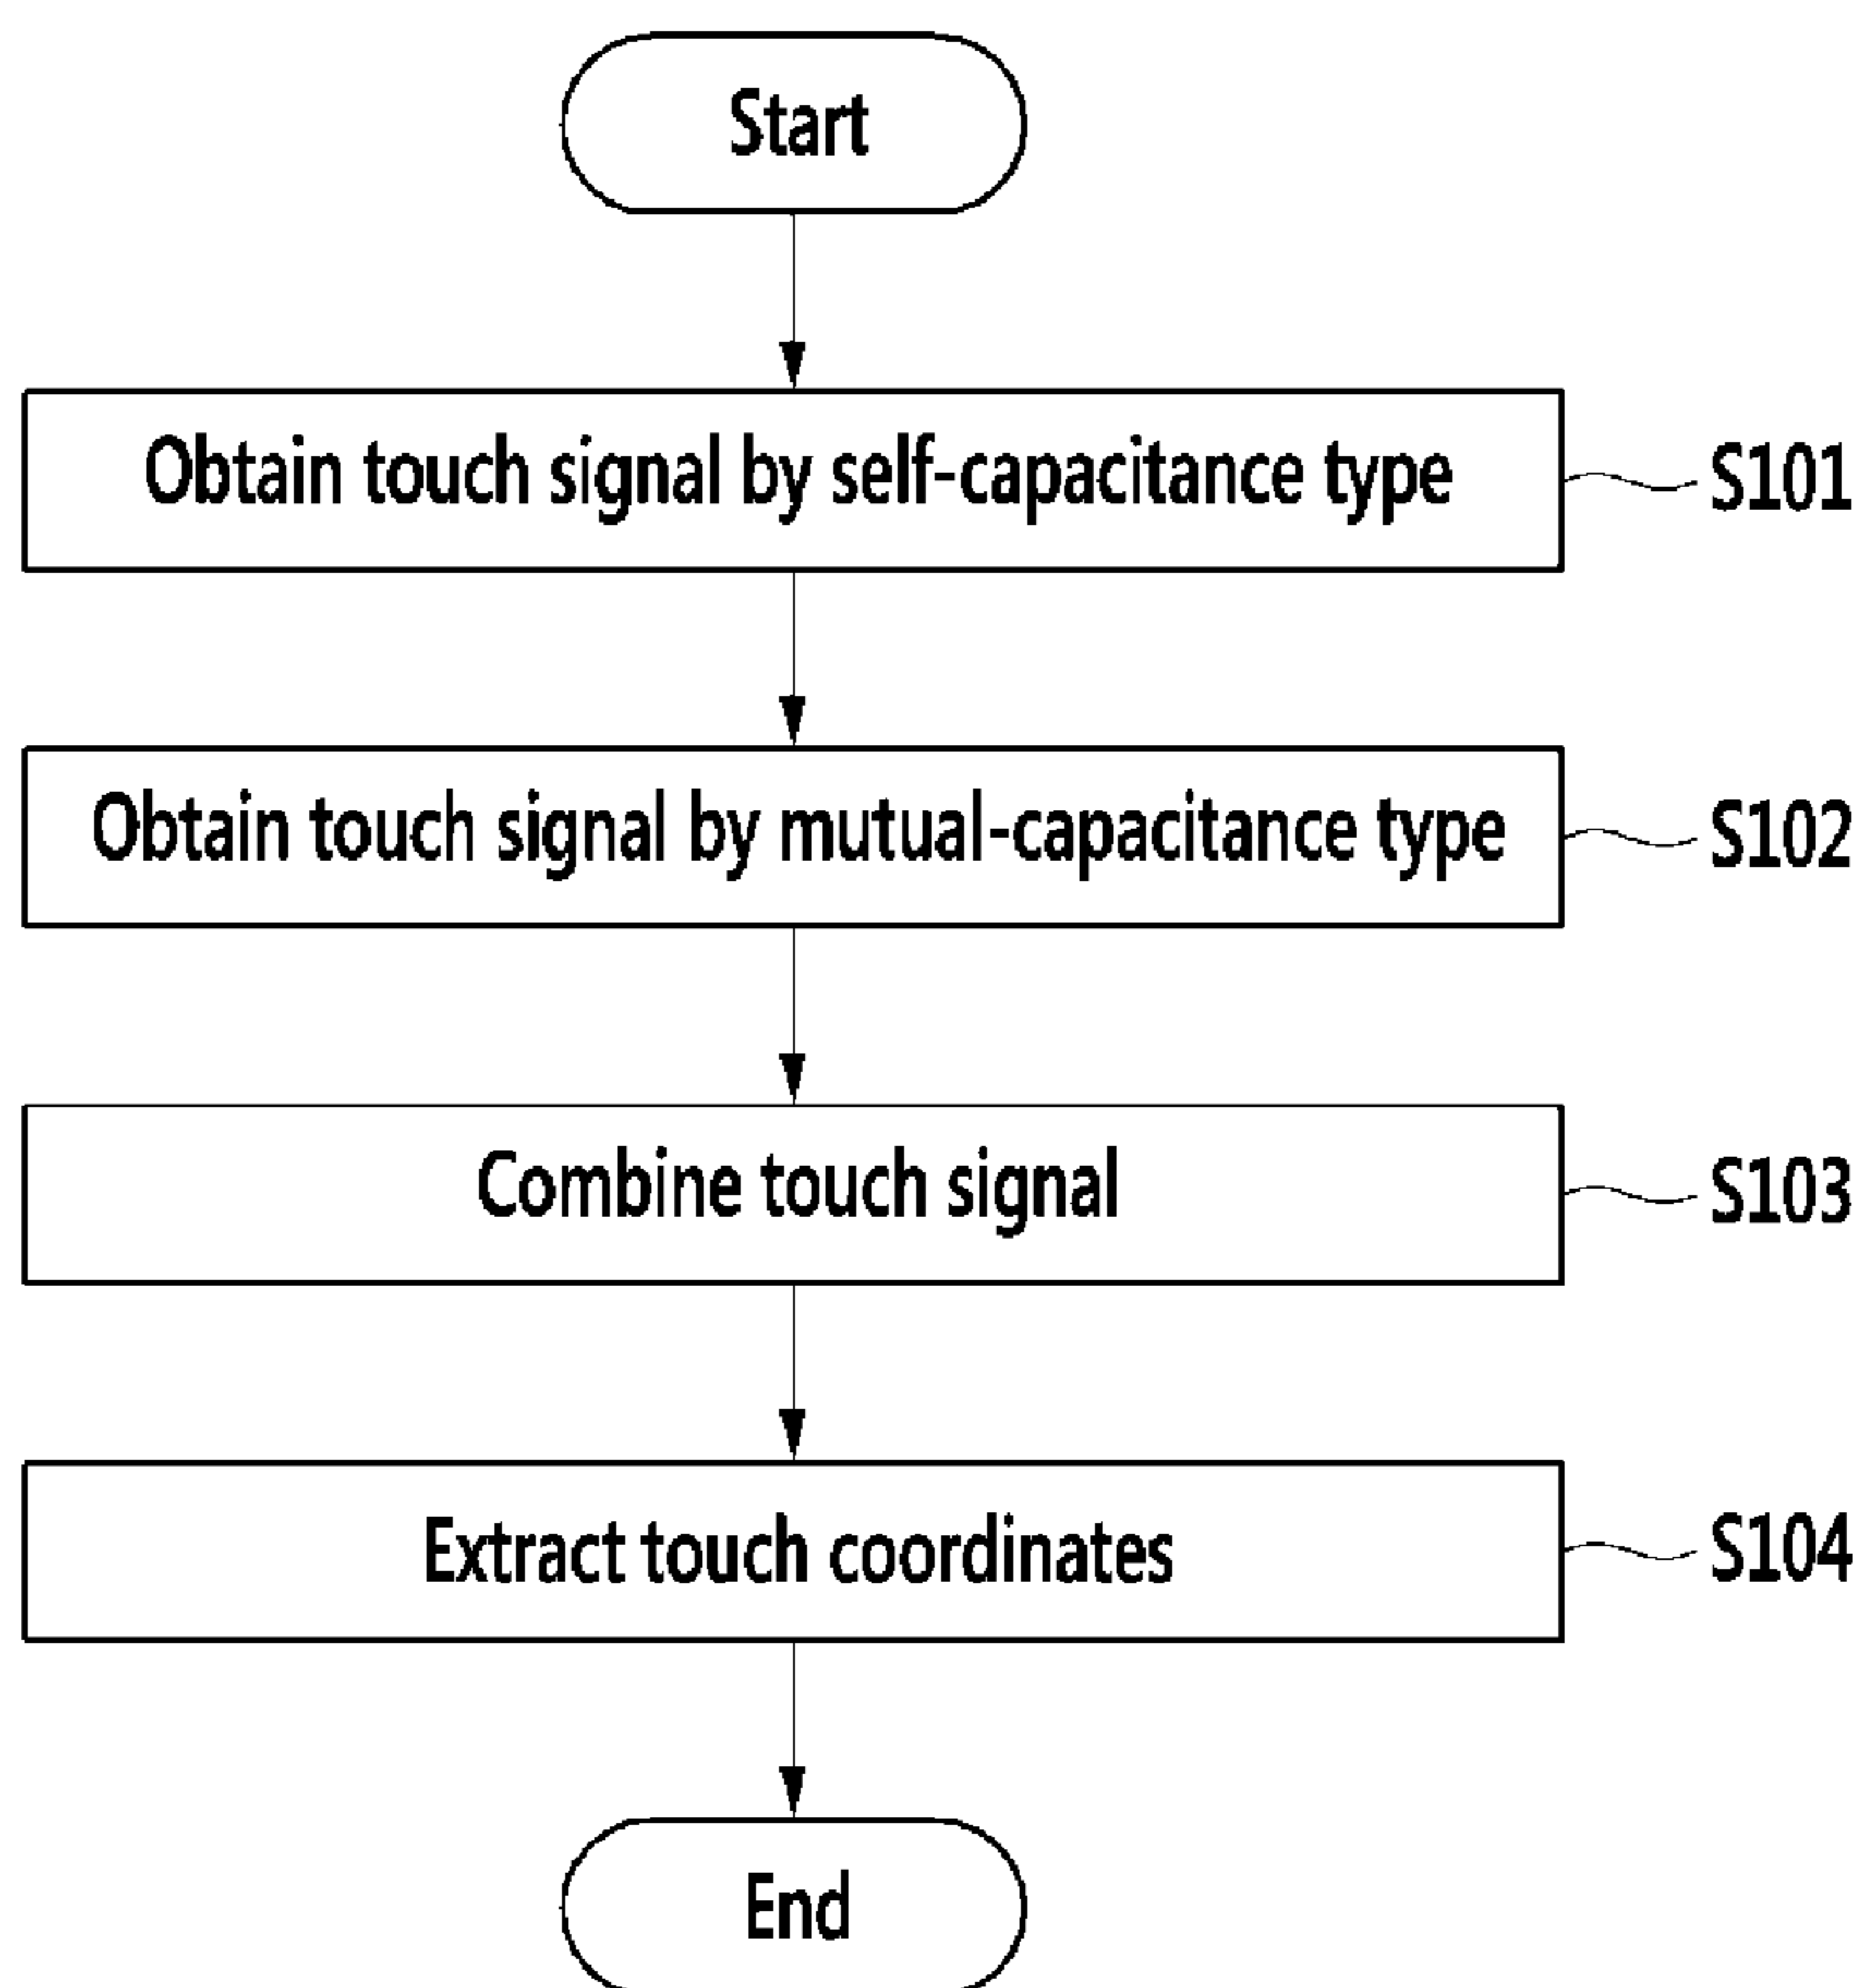 Start
Obtain touch signal by self-capacitance type
S101
Obtain touch signal by mutual-capacitance type
S102
Combine touch signal
S103
Extract touch coordinates
S104
End